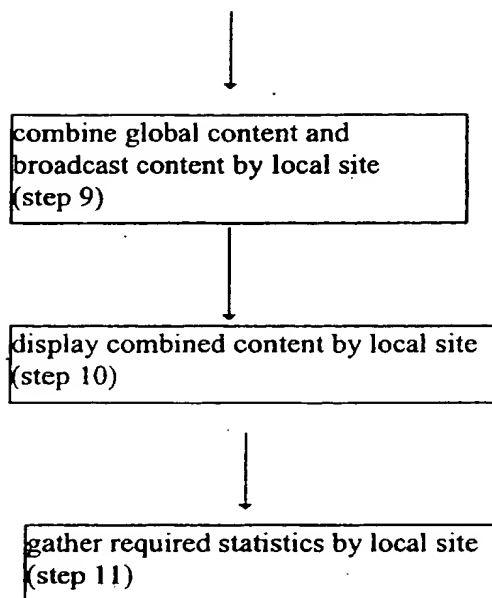 combine global content and
broadcast content by local site
(step 9)
display combined content by local site
(step 10)
gather required statistics by local site
(step 11)